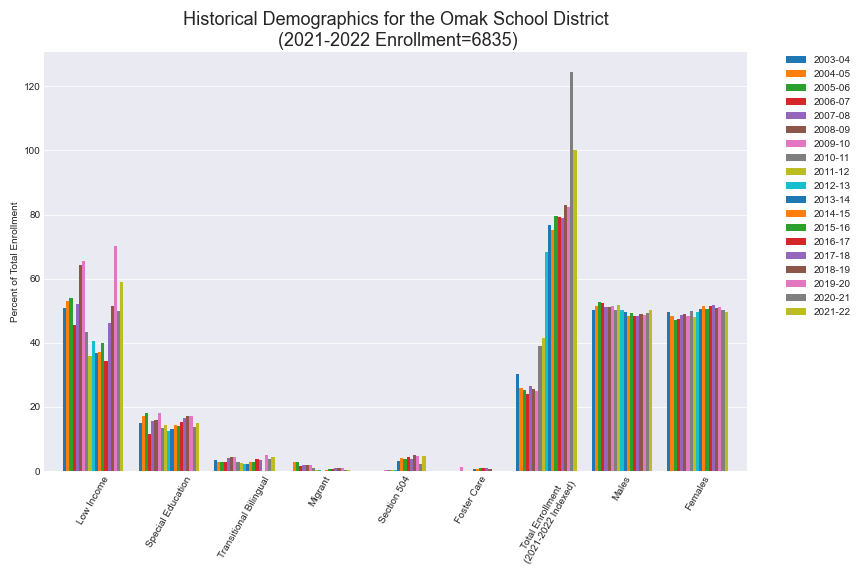 Historical Demographics for the Omak School District
(2021-2022 Enrollment=6835)
Percent of Total Enrollment
120
100
80
60
40
20
0
Low Income
Special Education
Transitional Bilingual
Migrant
Section 504
Foster Care
Total Enrollment
(2021-2022 Indexed)
Males
Females
2003-04
2004-05
2005-06
2006-07
2007-08
2008-09
2009-10
2010-11
2011-12
2012-13
2013-14
2014-15
2015-16
2016-17
2017-18
2018-19
2019-20
2020-21
2021-22